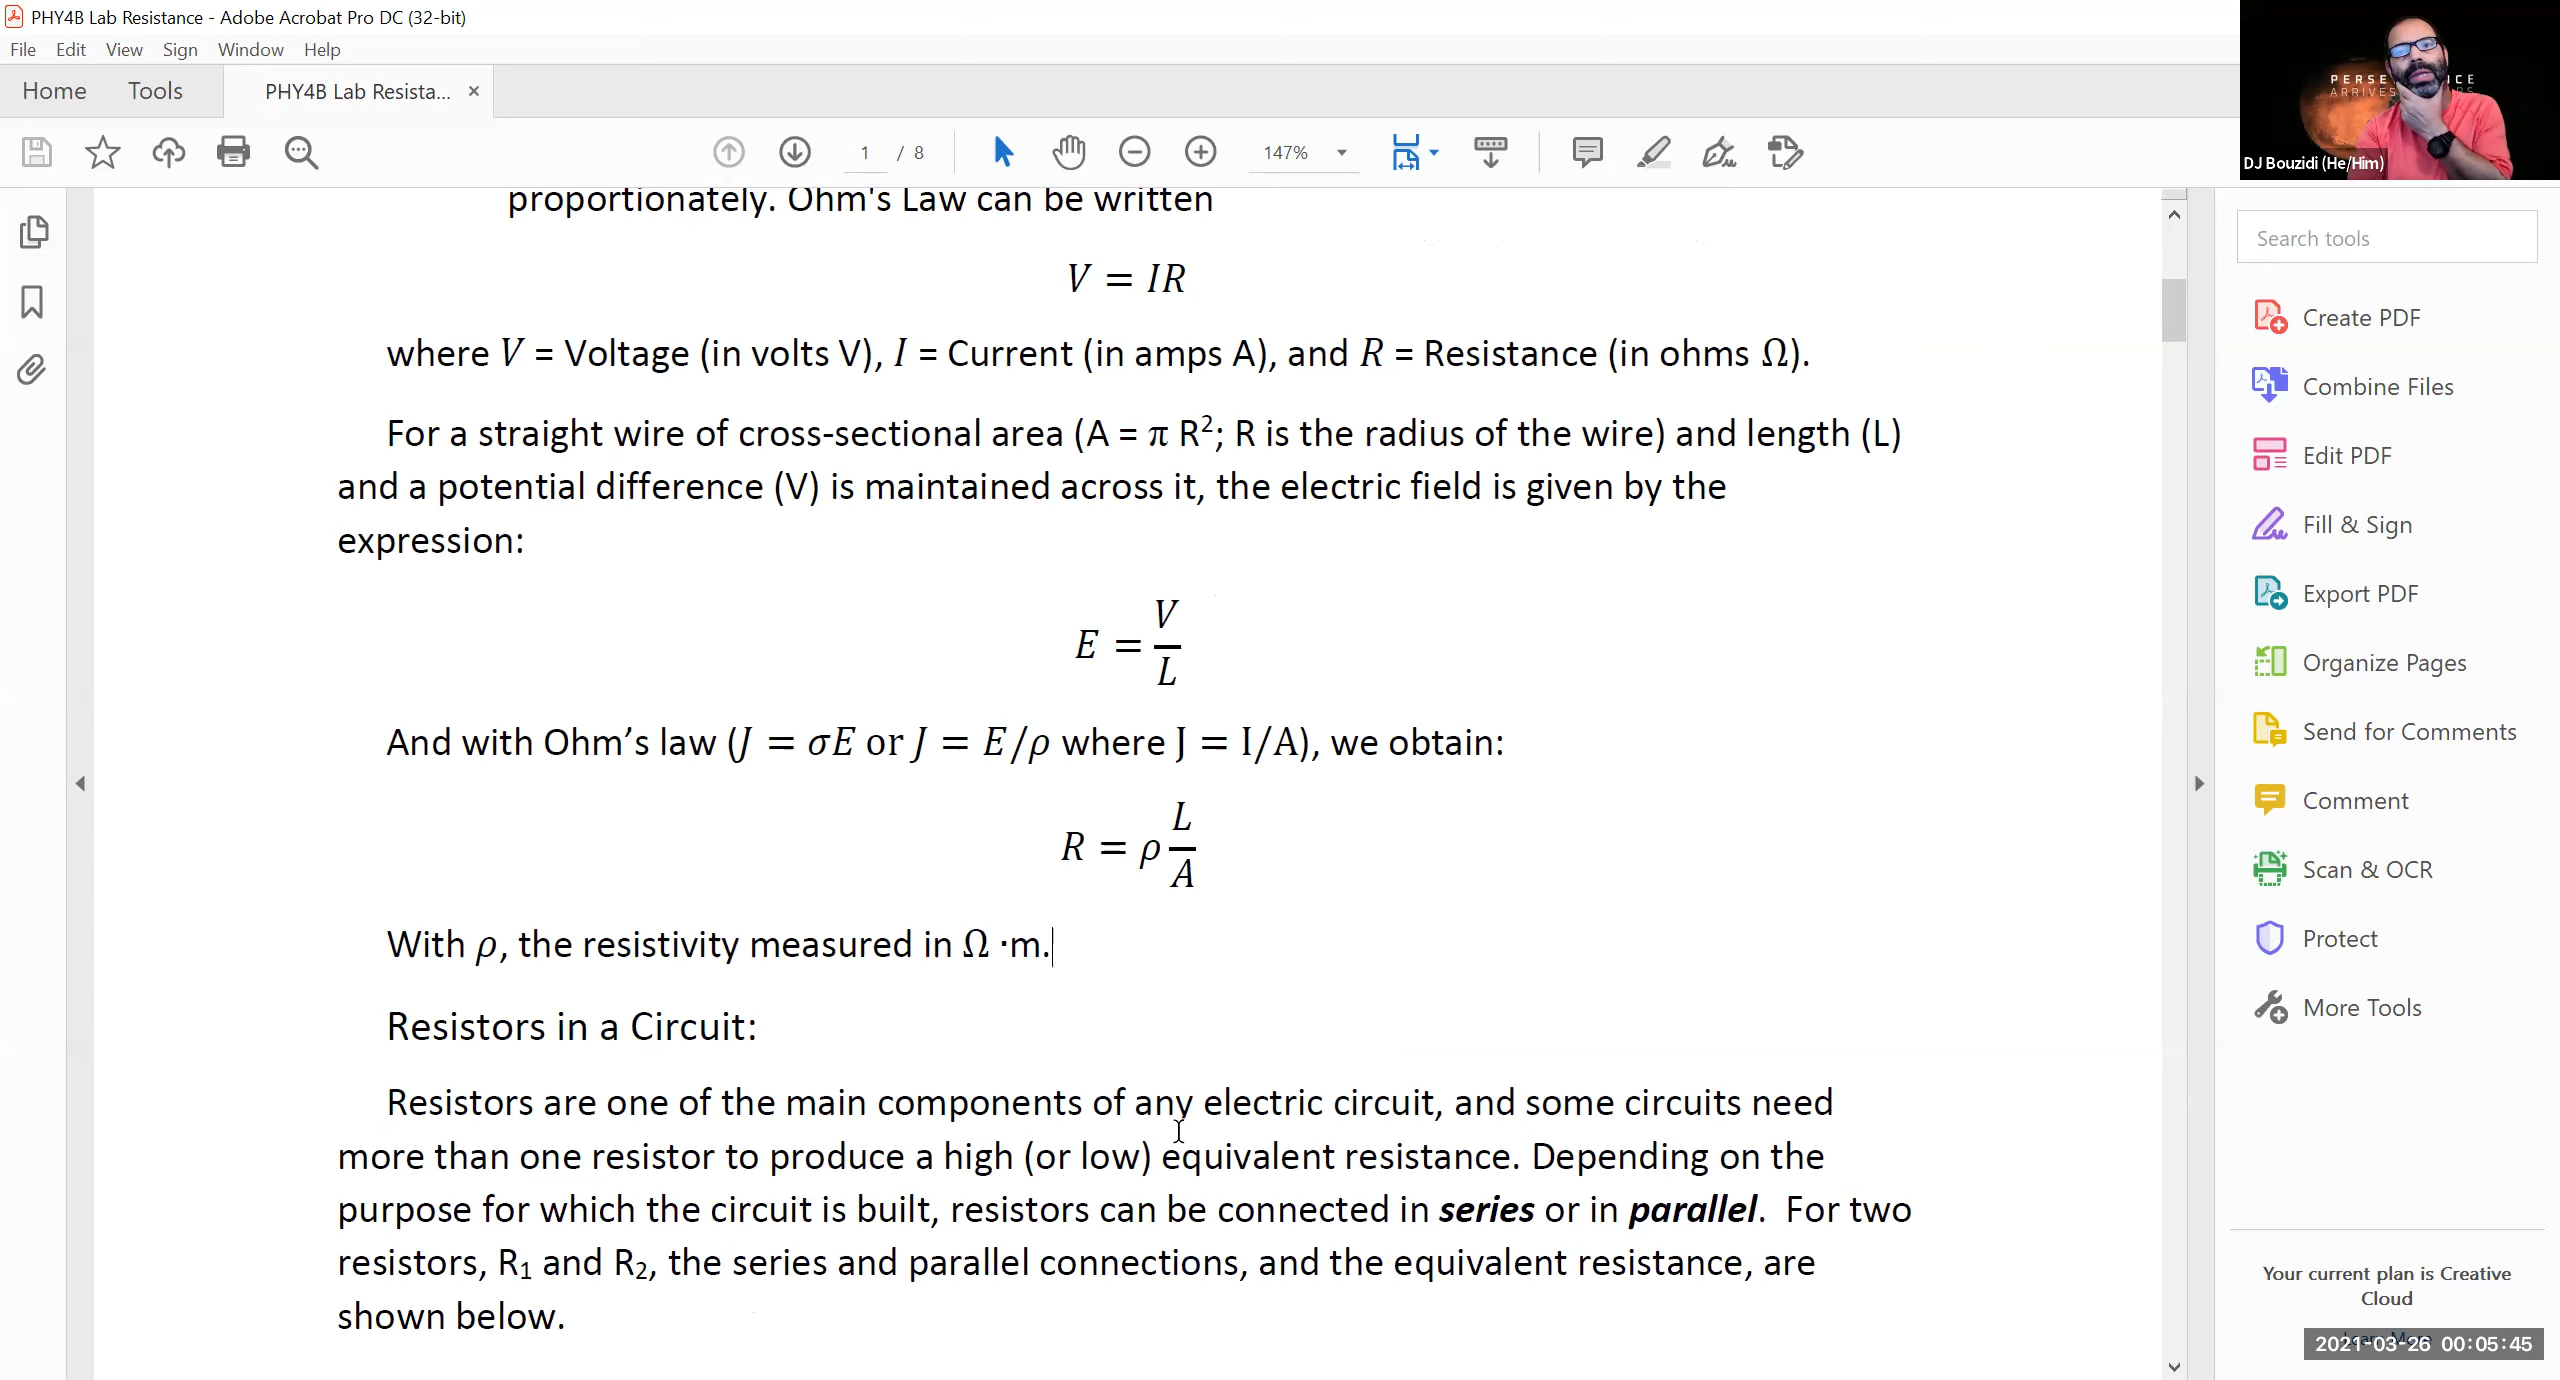 PHY4B Lab Resistance - Adobe Acrobat Pro DC (32-bit)
File Edit View Sign Window Help
Home Tools PHY4B Lab Resista... ×
1 / 8 147%
PERSE ICE
ARRIVES
DJ Bouzidi (He/Him)
proportionately. Ohm's Law can be written
V = IR
where V = Voltage (in volts V), I = Current (in amps A), and R = Resistance (in ohms Ω).
For a straight wire of cross-sectional area (A = π R²; R is the radius of the wire) and length (L)
and a potential difference (V) is maintained across it, the electric field is given by the
expression:
E = V/L
And with Ohm’s law (J = σE or J = E/ρ where J = I/A), we obtain:
R = ρ L/A
With ρ, the resistivity measured in Ω ·m.
Resistors in a Circuit:
Resistors are one of the main components of any electric circuit, and some circuits need
more than one resistor to produce a high (or low) equivalent resistance. Depending on the
purpose for which the circuit is built, resistors can be connected in series or in parallel. For two
resistors, R₁ and R₂, the series and parallel connections, and the equivalent resistance, are
shown below.
Search tools
Create PDF
Combine Files
Edit PDF
Fill & Sign
Export PDF
Organize Pages
Send for Comments
Comment
Scan & OCR
Protect
More Tools
Your current plan is Creative
Cloud
2021-03-26 00:05:45